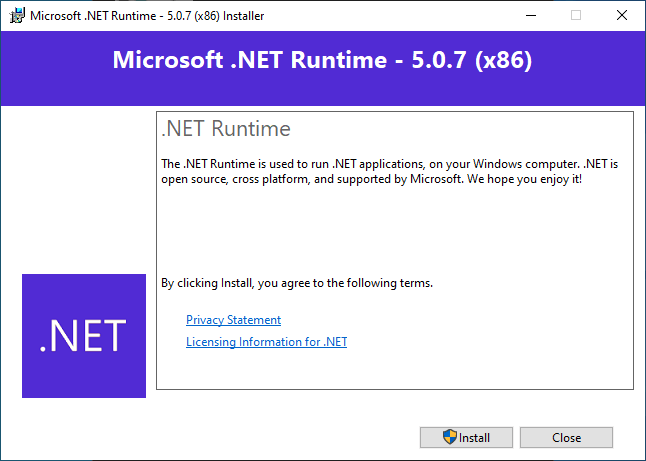 Microsoft .NET Runtime - 5.0.7 (x86) Installer
Microsoft .NET Runtime - 5.0.7 (x86)
.NET Runtime
The .NET Runtime is used to run .NET applications, on your Windows computer. .NET is
open source, cross platform, and supported by Microsoft. We hope you enjoy it!
By clicking Install, you agree to the following terms.
Privacy Statement
Licensing Information for .NET
.NET
Install
Close